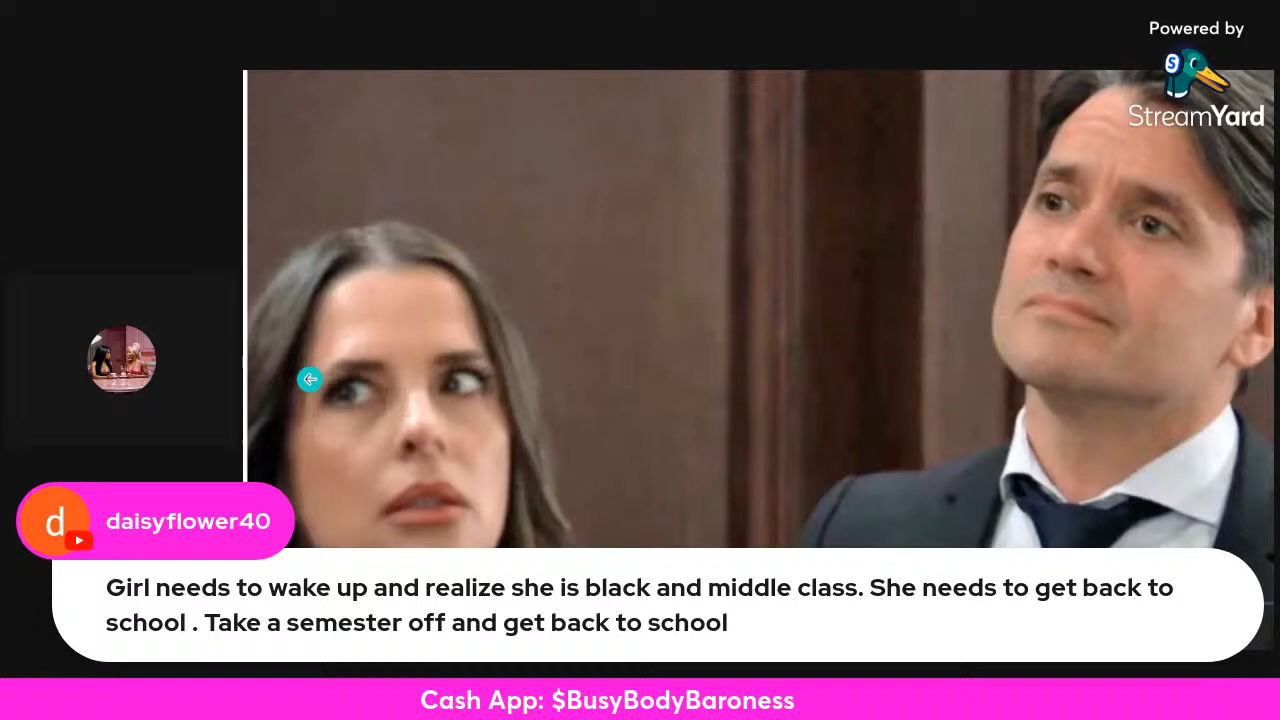 Powered by
S
StreamYard
d
daisyflower40
Girl needs to wake up and realize she is black and middle class. She needs to get back to
school . Take a semester off and get back to school
Cash App: $BusyBodyBaroness